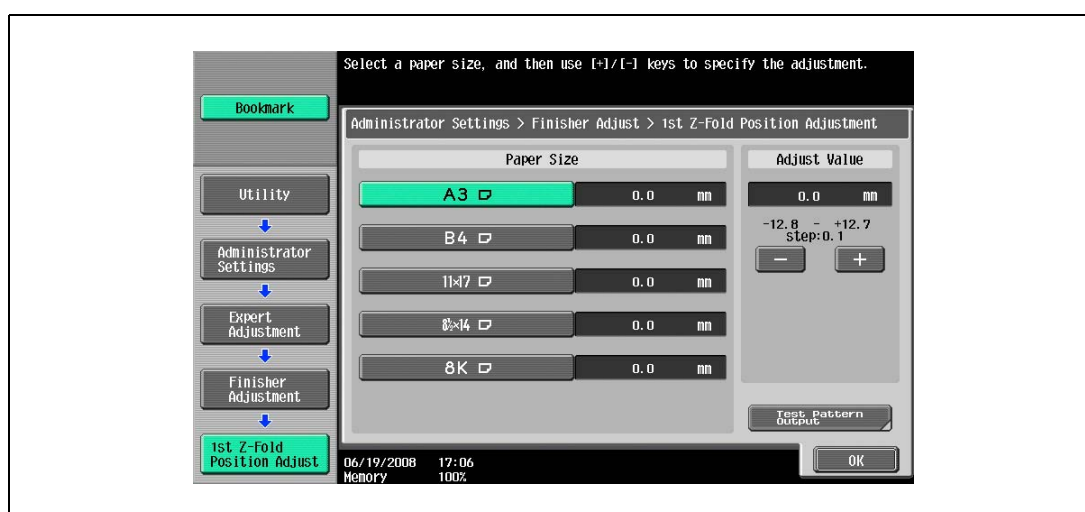 Select a paper size, and then use [+]/[-] keys to specify the adjustment.
Bookmark
Administrator Settings > Finisher Adjust > 1st Z-Fold Position Adjustment
Paper Size
Adjust Value
Utility
A3
0.0 mm
0.0 mm
-12.8 - +12.7
step:0.1
B4
0.0 mm
Administrator
Settings
− +
11×17
0.0 mm
Expert
Adjustment
8½×14
0.0 mm
8K
0.0 mm
Finisher
Adjustment
Test Pattern
Output
1st Z-Fold
Position Adjust
06/19/2008 17:06
Memory 100%
OK